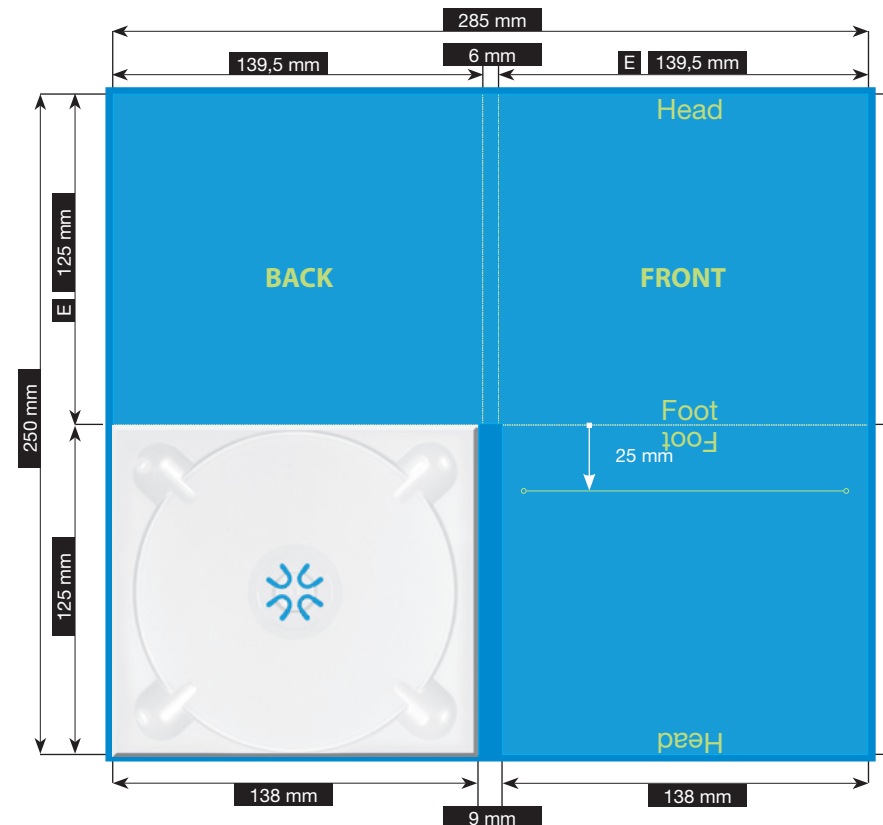 285 mm
6 mm
139,5 mm
E 139,5 mm
Head
125 mm
E
BACK
FRONT
250 mm
Foot
Foot
25 mm
125 mm
Head
138 mm
138 mm
9 mm